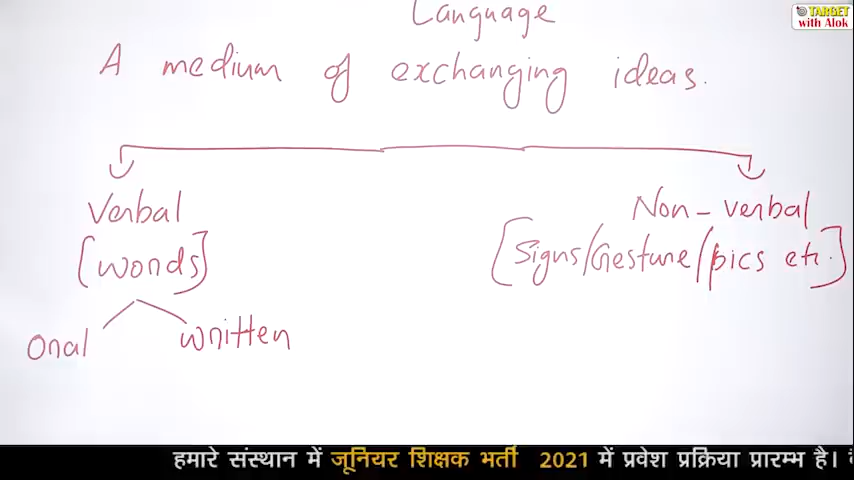 TARGET
with Alok
Language
A medium of exchanging ideas.
Verbal
Non-verbal
[words]
[Signs/Gesture/pics etc.]
oral
written
हमारे संस्थान में जूनियर शिक्षक भर्ती 2021 में प्रवेश प्रक्रिया प्रारम्भ है।